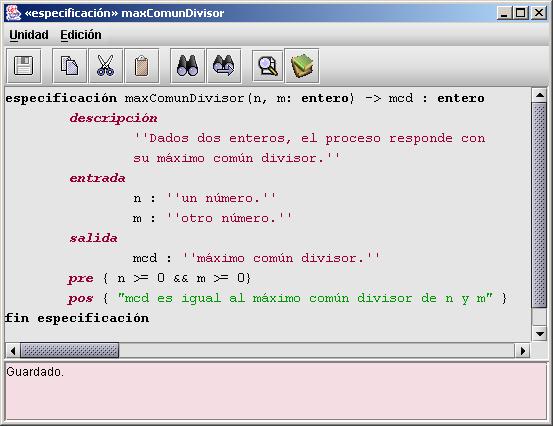 «especificación» maxComunDivisor
Unidad Edición
especificación maxComunDivisor(n, m: entero) -> mcd : entero
descripción
''Dados dos enteros, el proceso responde con
su máximo común divisor.''
entrada
n : ''un número.''
m : ''otro número.''
salida
mcd : ''máximo común divisor.''
pre { n >= 0 && m >= 0}
pos { "mcd es igual al máximo común divisor de n y m" }
fin especificación
Guardado.